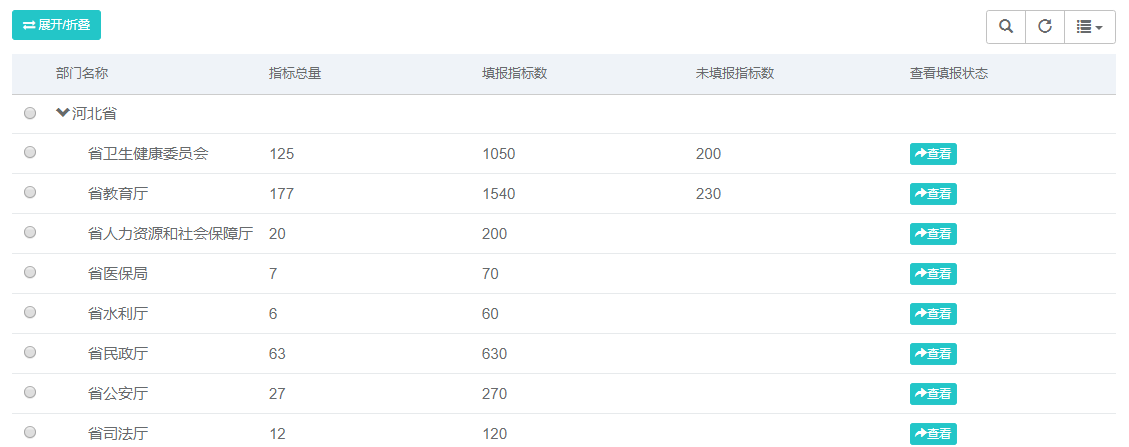 展开/折叠
部门名称 指标总量 填报指标数 未填报指标数 查看填报状态
河北省
省卫生健康委员会 125 1050 200 查看
省教育厅 177 1540 230 查看
省人力资源和社会保障厅 20 200 查看
省医保局 7 70 查看
省水利厅 6 60 查看
省民政厅 63 630 查看
省公安厅 27 270 查看
省司法厅 12 120 查看